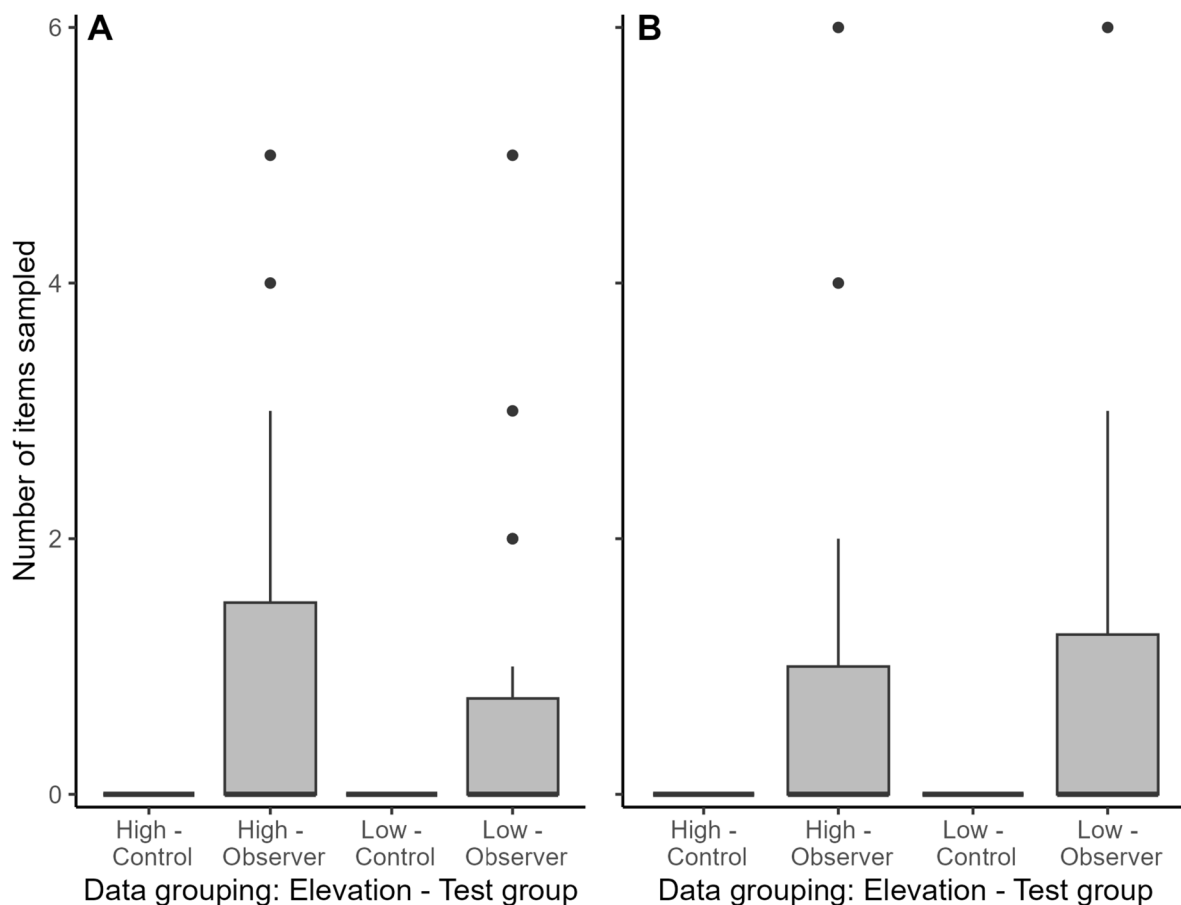 A
B
Number of items sampled
6
4
2
0
High -
Control
High -
Observer
Low -
Control
Low -
Observer
Data grouping: Elevation - Test group
High -
Control
High -
Observer
Low -
Control
Low -
Observer
Data grouping: Elevation - Test group